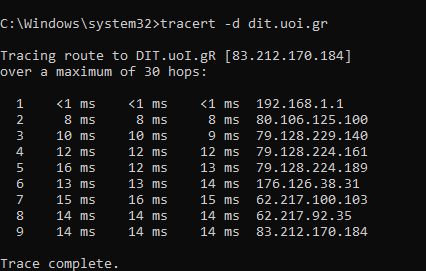 C:\Windows\system32>tracert -d dit.uoi.gr
Tracing route to DIT.uoI.gR [83.212.170.184]
over a maximum of 30 hops:
1 <1 ms <1 ms <1 ms 192.168.1.1
2 8 ms 8 ms 8 ms 80.106.125.100
3 10 ms 10 ms 9 ms 79.128.229.140
4 12 ms 12 ms 12 ms 79.128.224.161
5 16 ms 12 ms 13 ms 79.128.224.189
6 13 ms 13 ms 14 ms 176.126.38.31
7 15 ms 16 ms 15 ms 62.217.100.103
8 14 ms 14 ms 14 ms 62.217.92.35
9 14 ms 14 ms 14 ms 83.212.170.184
Trace complete.